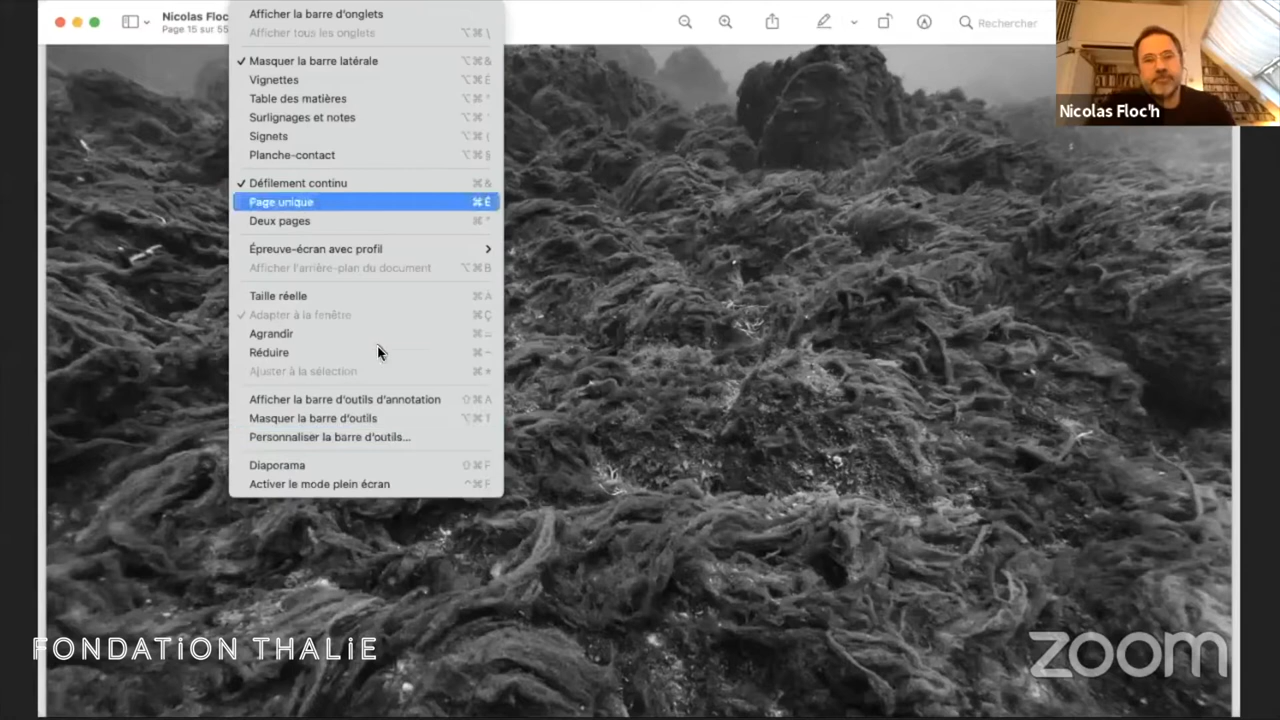 Nicolas Floc
Page 15 sur 55
Rechercher
Nicolas Floc'h
Afficher la barre d'onglets
Afficher tous les onglets ⌥⌘\
✓ Masquer la barre latérale ⌥⌘&
Vignettes ⌥⌘É
Table des matières ⌥⌘"
Surlignages et notes ⌥⌘'
Signets ⌥⌘(
Planche-contact ⌥⌘§
✓ Défilement continu ⌘&
Page unique ⌘É
Deux pages ⌘"
Épreuve-écran avec profil
Afficher l'arrière-plan du document ⌥⌘B
Taille réelle ⌘A
✓ Adapter à la fenêtre ⌘Ç
Agrandir
Réduire ⌘−
Ajuster à la sélection ⌘*
Afficher la barre d'outils d'annotation ⇧⌘A
Masquer la barre d'outils ⌥⌘T
Personnaliser la barre d'outils...
Diaporama ⇧⌘F
Activer le mode plein écran ^⌘F
FONDATiON THALiE
zoom